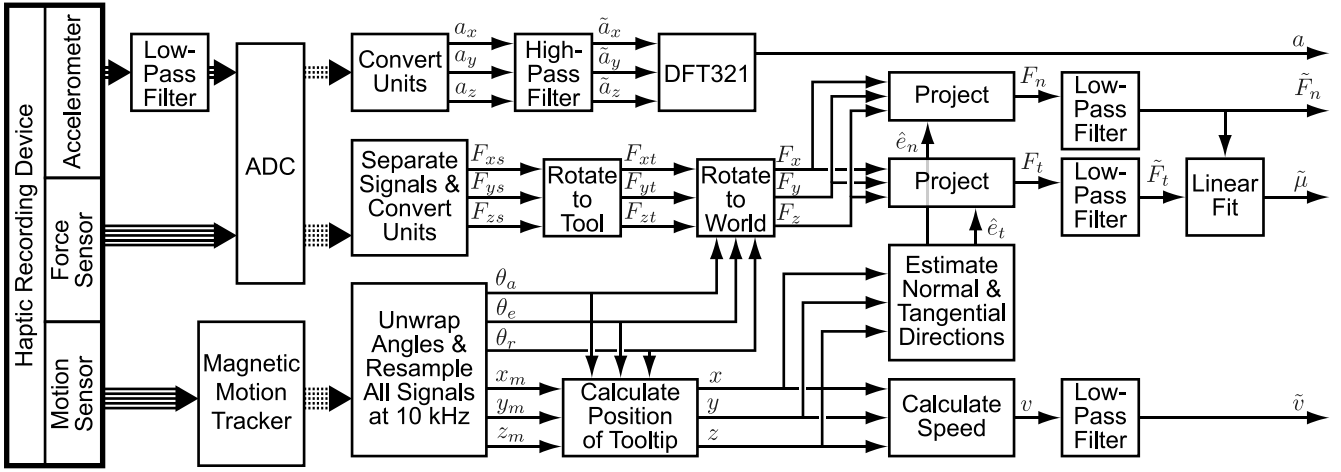 Haptic Recording Device
Accelerometer
Force
Sensor
Motion
Sensor
Low-
Pass
Filter
ADC
Magnetic
Motion
Tracker
Convert
Units
a_x
a_y
a_z
High-
Pass
Filter
ã_x
ã_y
ã_z
DFT321
a
Separate
Signals &
Convert
Units
F_xs
F_ys
F_zs
Rotate
to
Tool
F_xt
F_yt
F_zt
Rotate
to
World
F_x
F_y
F_z
Project
F_n
Low-
Pass
Filter
F̃_n
ê_n
Project
F_t
Low-
Pass
Filter
F̃_t
Linear
Fit
μ̃
ê_t
Estimate
Normal &
Tangential
Directions
Unwrap
Angles &
Resample
All Signals
at 10 kHz
θ_a
θ_e
θ_r
x_m
y_m
z_m
Calculate
Position
of Tooltip
x
y
z
Calculate
Speed
v
Low-
Pass
Filter
ṽ